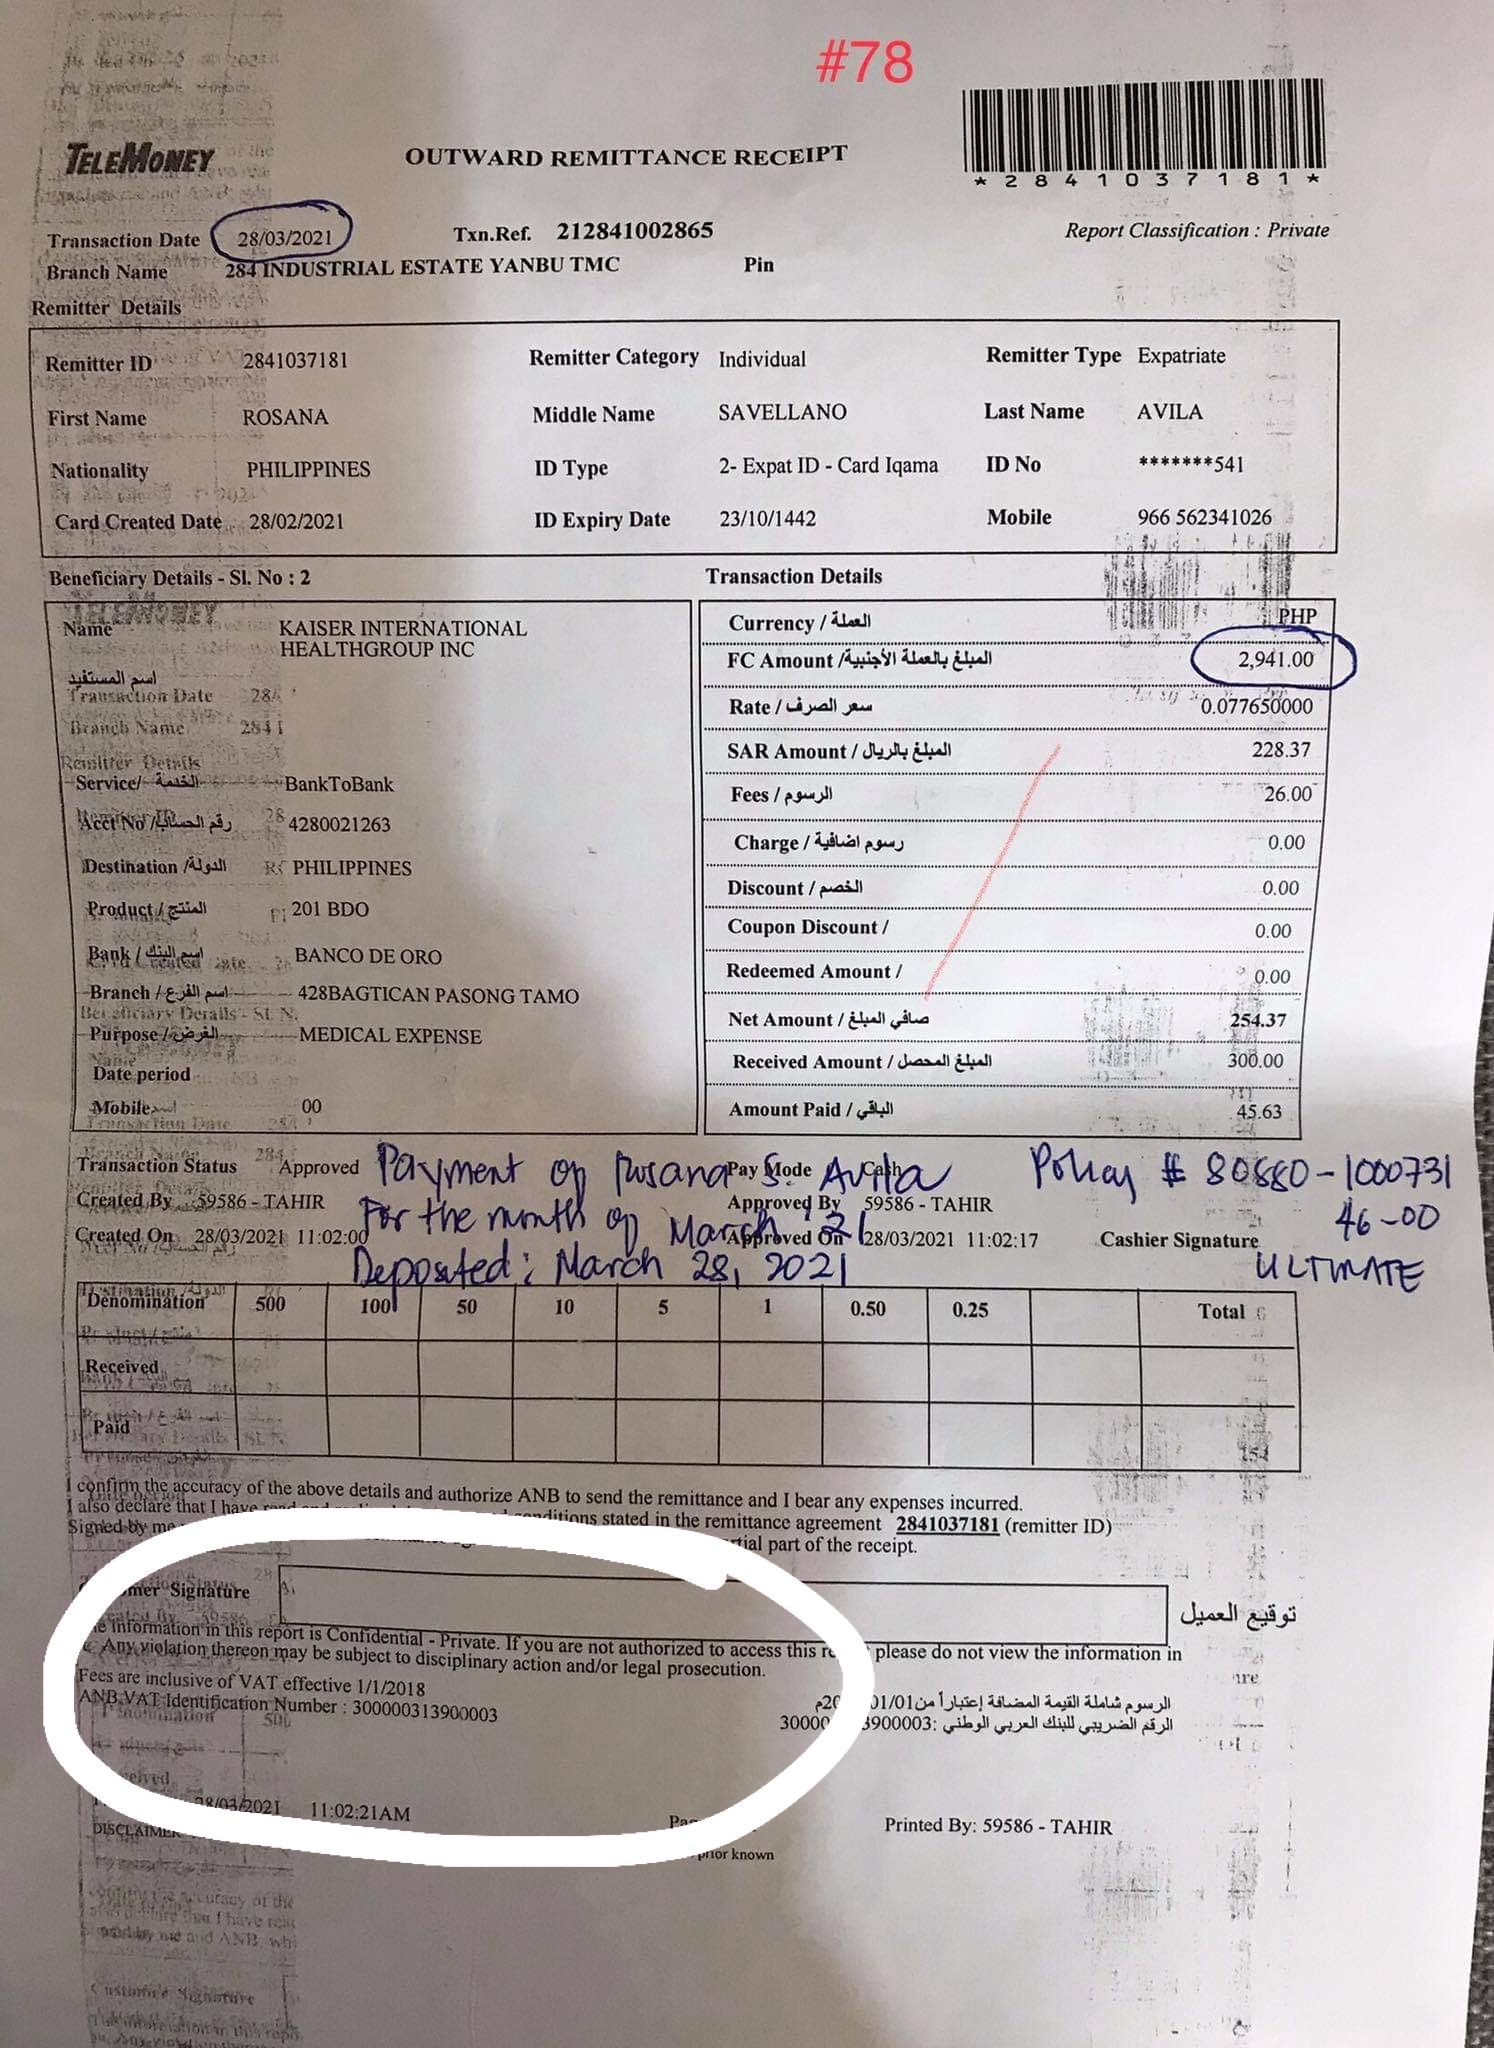 #78
TELEMONEY
OUTWARD REMITTANCE RECEIPT
*2841037181*
Transaction Date 28/03/2021 Txn.Ref. 212841002865 Report Classification : Private
Branch Name 284 INDUSTRIAL ESTATE YANBU TMC Pin
Remitter Details
Remitter ID 2841037181 Remitter Category Individual Remitter Type Expatriate
First Name ROSANA Middle Name SAVELLANO Last Name AVILA
Nationality PHILIPPINES ID Type 2- Expat ID - Card Iqama ID No *******541
Card Created Date 28/02/2021 ID Expiry Date 23/10/1442 Mobile 966 562341026
Beneficiary Details - Sl. No : 2
Name KAISER INTERNATIONAL
HEALTHGROUP INC
اسم المستفيد
Transaction Date 28
Branch Name 284
Remitter Details
Service/ الخدمة BankToBank
Acct No / رقم الحساب 4280021263
Destination / الدولة PHILIPPINES
Product / المنتج 201 BDO
Bank / اسم البنك BANCO DE ORO
Branch / اسم الفرع 428BAGTICAN PASONG TAMO
Purpose / الغرض MEDICAL EXPENSE
Date period
Mobile 00
Transaction Details
Currency / العملة PHP
FC Amount / المبلغ بالعملة الأجنبية 2,941.00
Rate / سعر الصرف 0.077650000
SAR Amount / المبلغ بالريال 228.37
Fees / الرسوم 26.00
Charge / رسوم اضافية 0.00
Discount / الخصم 0.00
Coupon Discount / 0.00
Redeemed Amount / 0.00
Net Amount / صافي المبلغ 254.37
Received Amount / المبلغ المحصل 300.00
Amount Paid / الباقي 45.63
Transaction Status Approved Pay Mode Cash
Payment of Rosana S. Avila Policy # 80880-1000731
Created By 59586 - TAHIR Approved By 59586 - TAHIR
For the month of March '21 46-00
Created On 28/03/2021 11:02:00 Approved On 28/03/2021 11:02:17 Cashier Signature
Deposited: March 28, 2021 ULTIMATE
Denomination 500 100 50 10 5 1 0.50 0.25 Total
Received
Paid
I confirm the accuracy of the above details and authorize ANB to send the remittance and I bear any expenses incurred.
I also declare that I have read and conditions stated in the remittance agreement 2841037181 (remitter ID)
Signed by me part of the receipt.
Signature توقيع العميل
information in this report is Confidential - Private. If you are not authorized to access this please do not view the information in
Any violation thereon may be subject to disciplinary action and/or legal prosecution.
Fees are inclusive of VAT effective 1/1/2018 الرسوم شاملة القيمة المضافة إعتباراً من
ANB VAT Identification Number : 300000313900003 الرقم الضريبي للبنك العربي الوطني :
28/03/2021 11:02:21AM Printed By: 59586 - TAHIR
DISCLAIMER
prior known